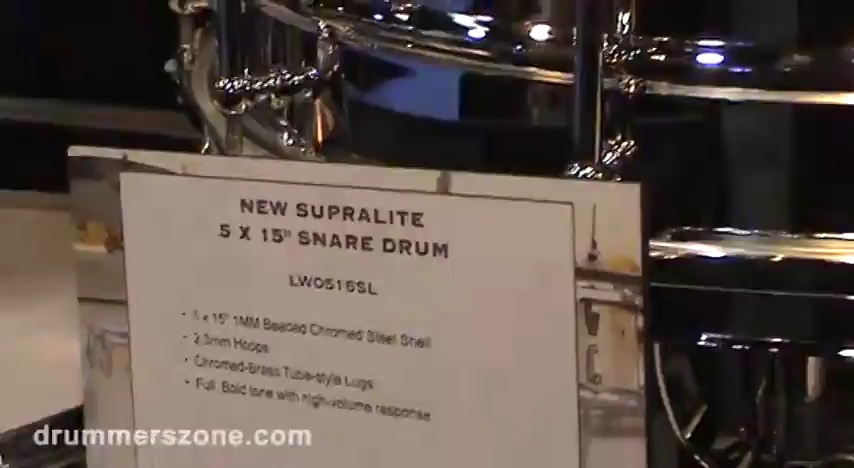 NEW SUPRALITE
5 X 15" SNARE DRUM
LW0516SL
• 5 x 15" 1MM Beaded Chromed Steel Shell
• 2.3mm Hoops
• Chromed-Brass Tube-style Lugs
• Full, Bold tone with high-volume response
drummerszone.com